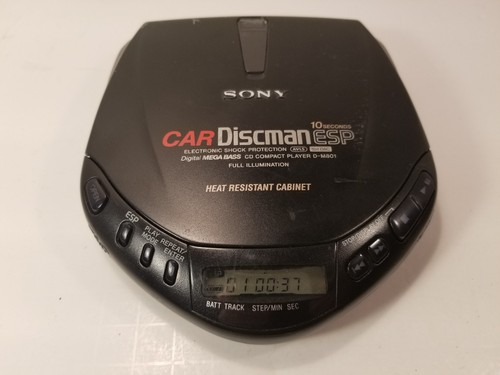 SONY
10 SECONDS
CAR Discman ESP
ELECTRONIC SHOCK PROTECTION AVLS
Digital MEGA BASS CD COMPACT PLAYER D-M801
FULL ILLUMINATION
HEAT RESISTANT CABINET
ESP
PLAY MODE
REPEAT/ ENTER
01 00:37
BATT TRACK STEP/MIN SEC